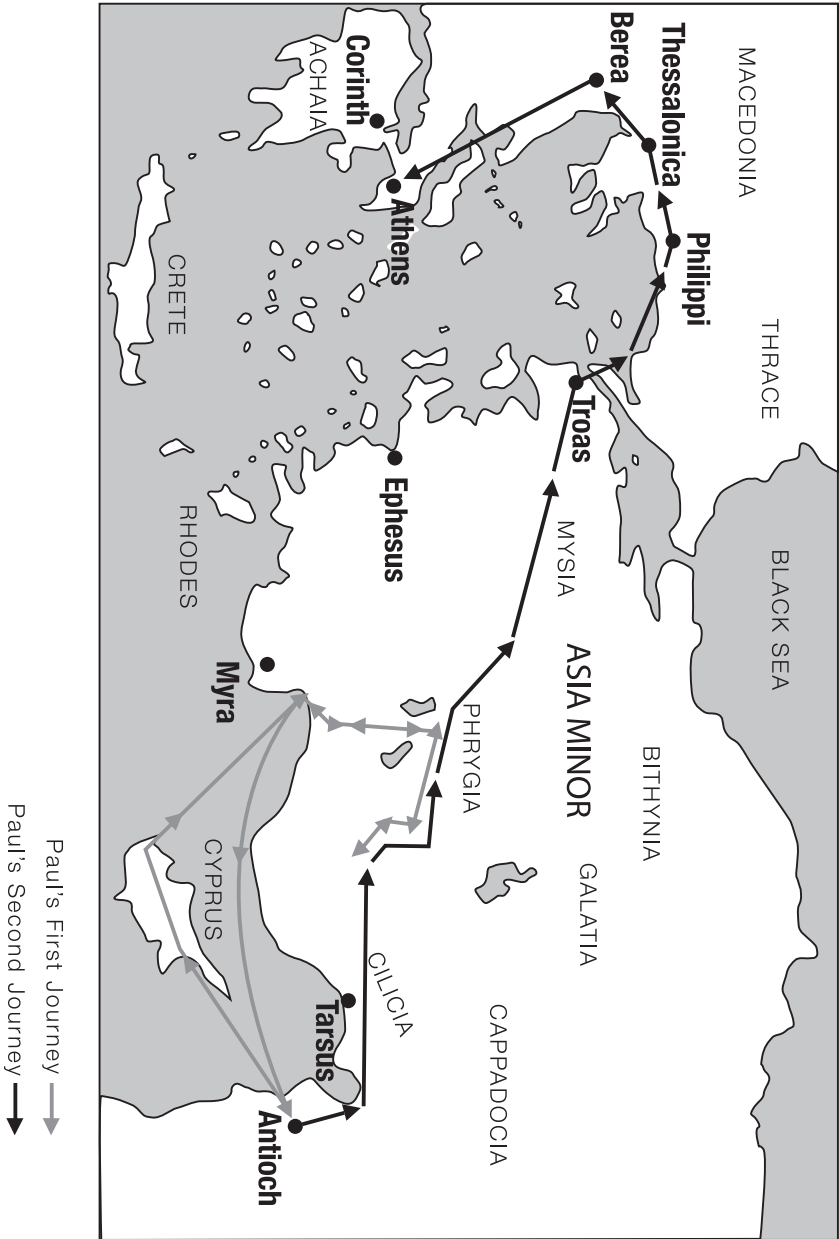 MACEDONIA
THRACE
BLACK SEA
Philippi
Thessalonica
Berea
BITHYNIA
Troas
MYSIA
ASIA MINOR
GALATIA
CAPPADOCIA
PHRYGIA
Athens
Ephesus
CILICIA
Corinth
ACHAIA
Tarsus
Antioch
Myra
CYPRUS
CRETE
RHODES
Paul's First Journey
Paul's Second Journey